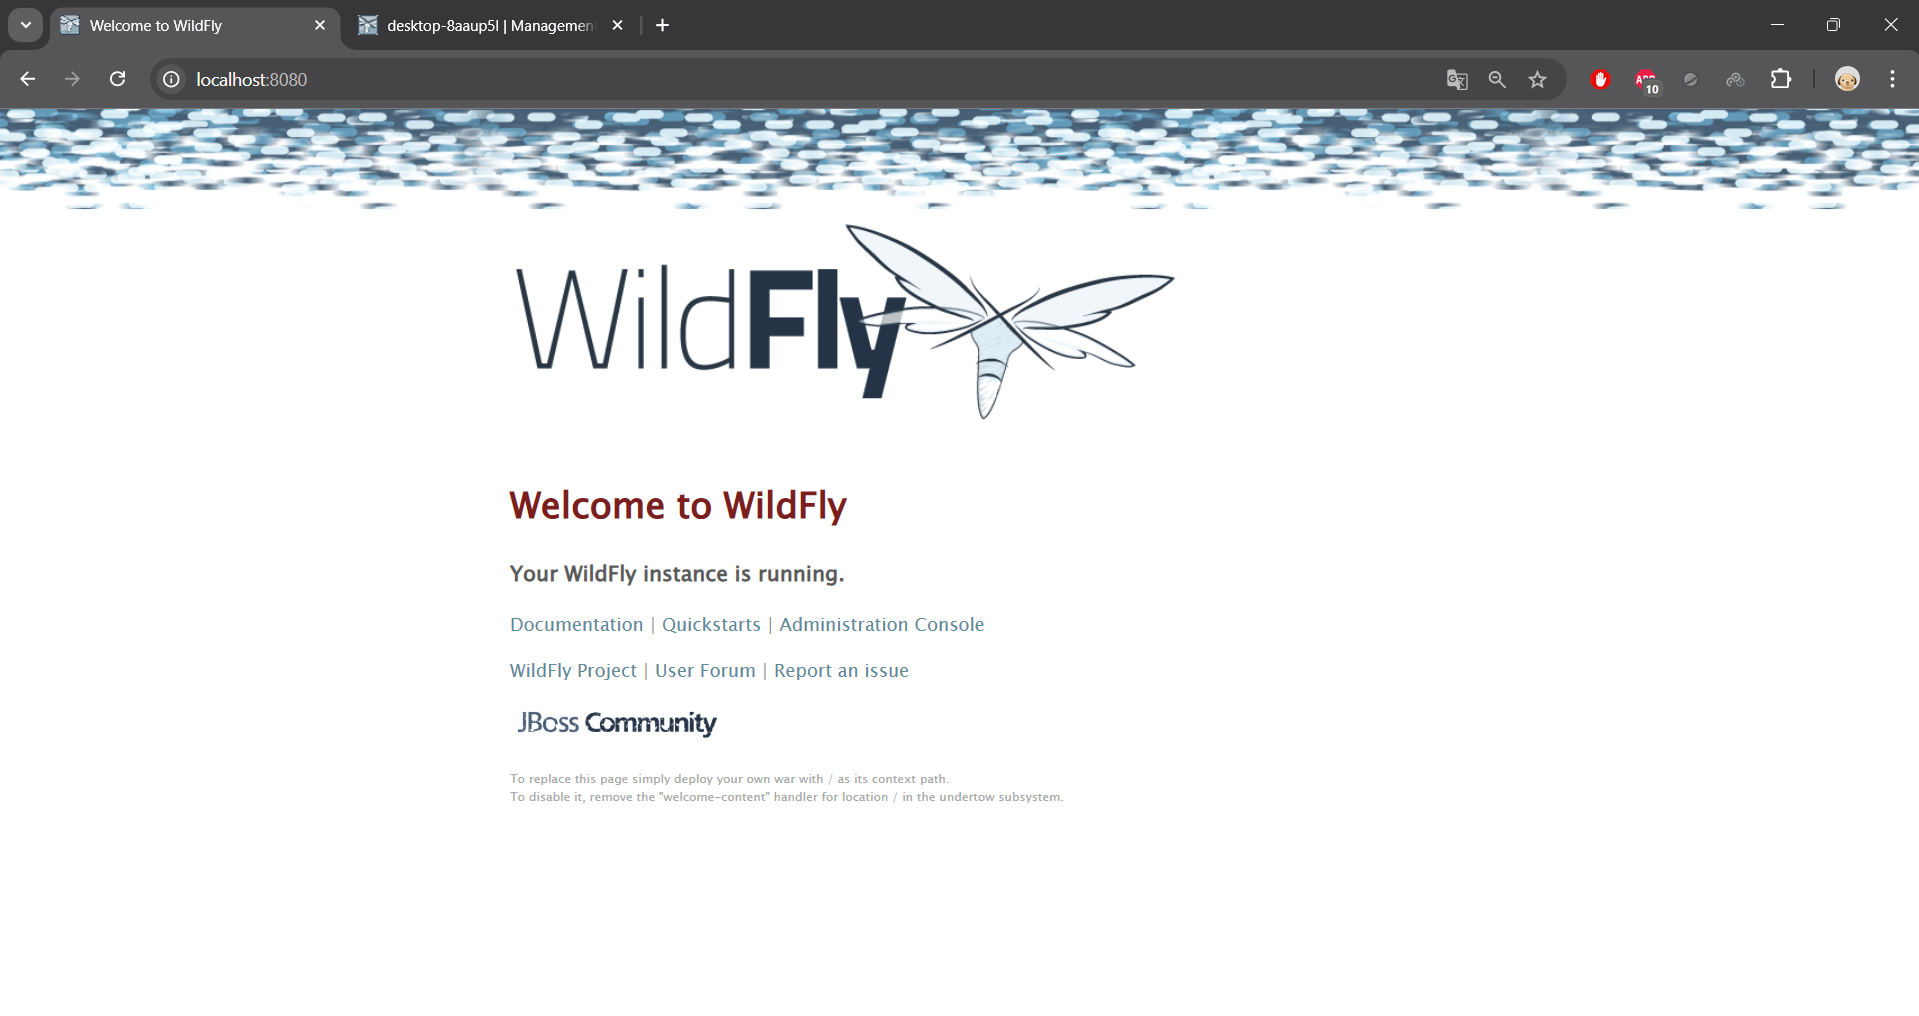 Welcome to WildFly
desktop-8aaup5l | Managemen
localhost:8080
ABP
10
WildFly
Welcome to WildFly
Your WildFly instance is running.
Documentation | Quickstarts | Administration Console
WildFly Project | User Forum | Report an issue
JBoss Community
To replace this page simply deploy your own war with / as its context path.
To disable it, remove the "welcome-content" handler for location / in the undertow subsystem.